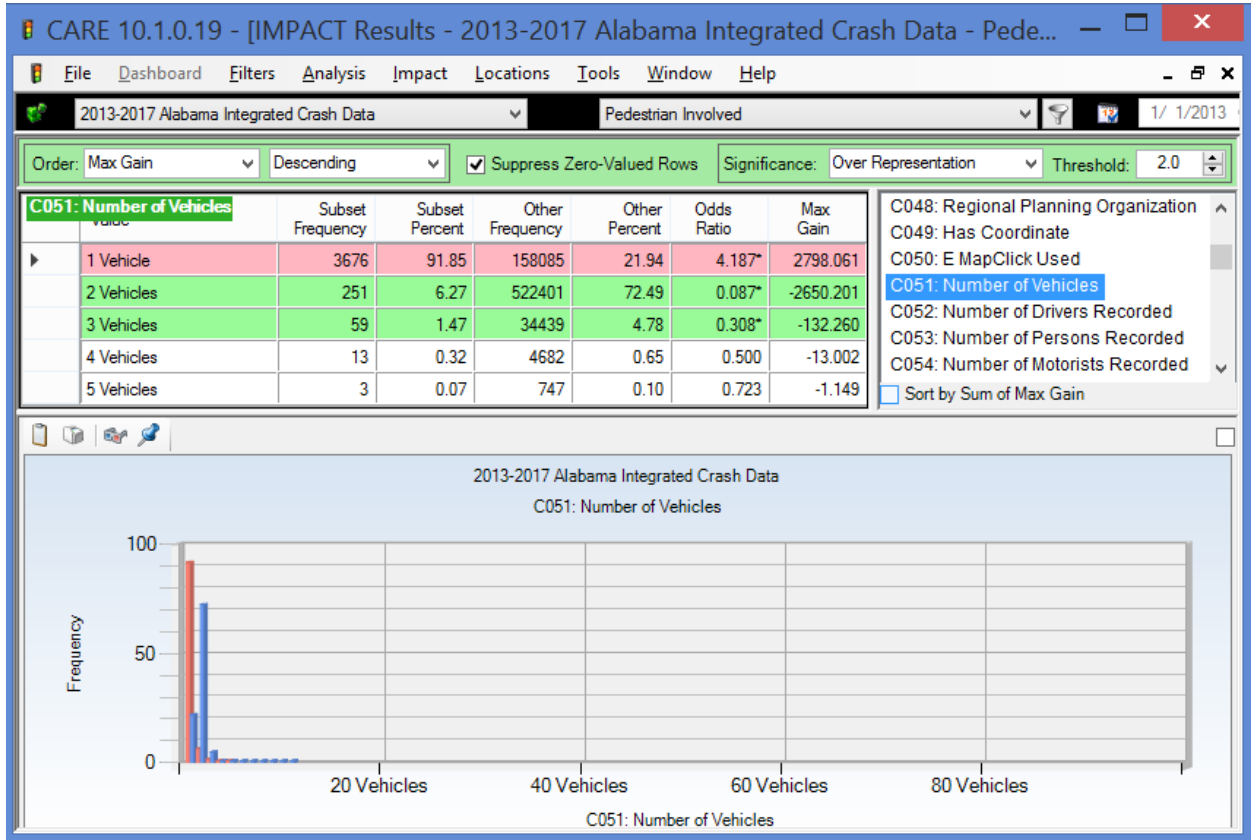 CARE 10.1.0.19 - [IMPACT Results - 2013-2017 Alabama Integrated Crash Data - Pede...
File Dashboard Filters Analysis Impact Locations Tools Window Help
2013-2017 Alabama Integrated Crash Data Pedestrian Involved 1/ 1/2013
Order: Max Gain Descending Suppress Zero-Valued Rows Significance: Over Representation Threshold: 2.0
C051: Number of Vehicles Subset Frequency Subset Percent Other Frequency Other Percent Odds Ratio Max Gain
1 Vehicle 3676 91.85 158085 21.94 4.187* 2798.061
2 Vehicles 251 6.27 522401 72.49 0.087* -2650.201
3 Vehicles 59 1.47 34439 4.78 0.308* -132.260
4 Vehicles 13 0.32 4682 0.65 0.500 -13.002
5 Vehicles 3 0.07 747 0.10 0.723 -1.149
C048: Regional Planning Organization
C049: Has Coordinate
C050: E MapClick Used
C051: Number of Vehicles
C052: Number of Drivers Recorded
C053: Number of Persons Recorded
C054: Number of Motorists Recorded
Sort by Sum of Max Gain
2013-2017 Alabama Integrated Crash Data
C051: Number of Vehicles
100
50
0
Frequency
20 Vehicles 40 Vehicles 60 Vehicles 80 Vehicles
C051: Number of Vehicles